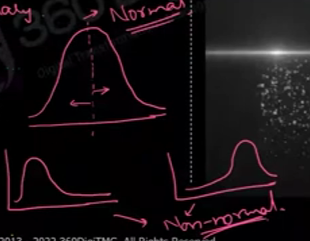 → Normal
→ Non-normal.
2013 - 2022 360DigiTMG. All Rights Reserved